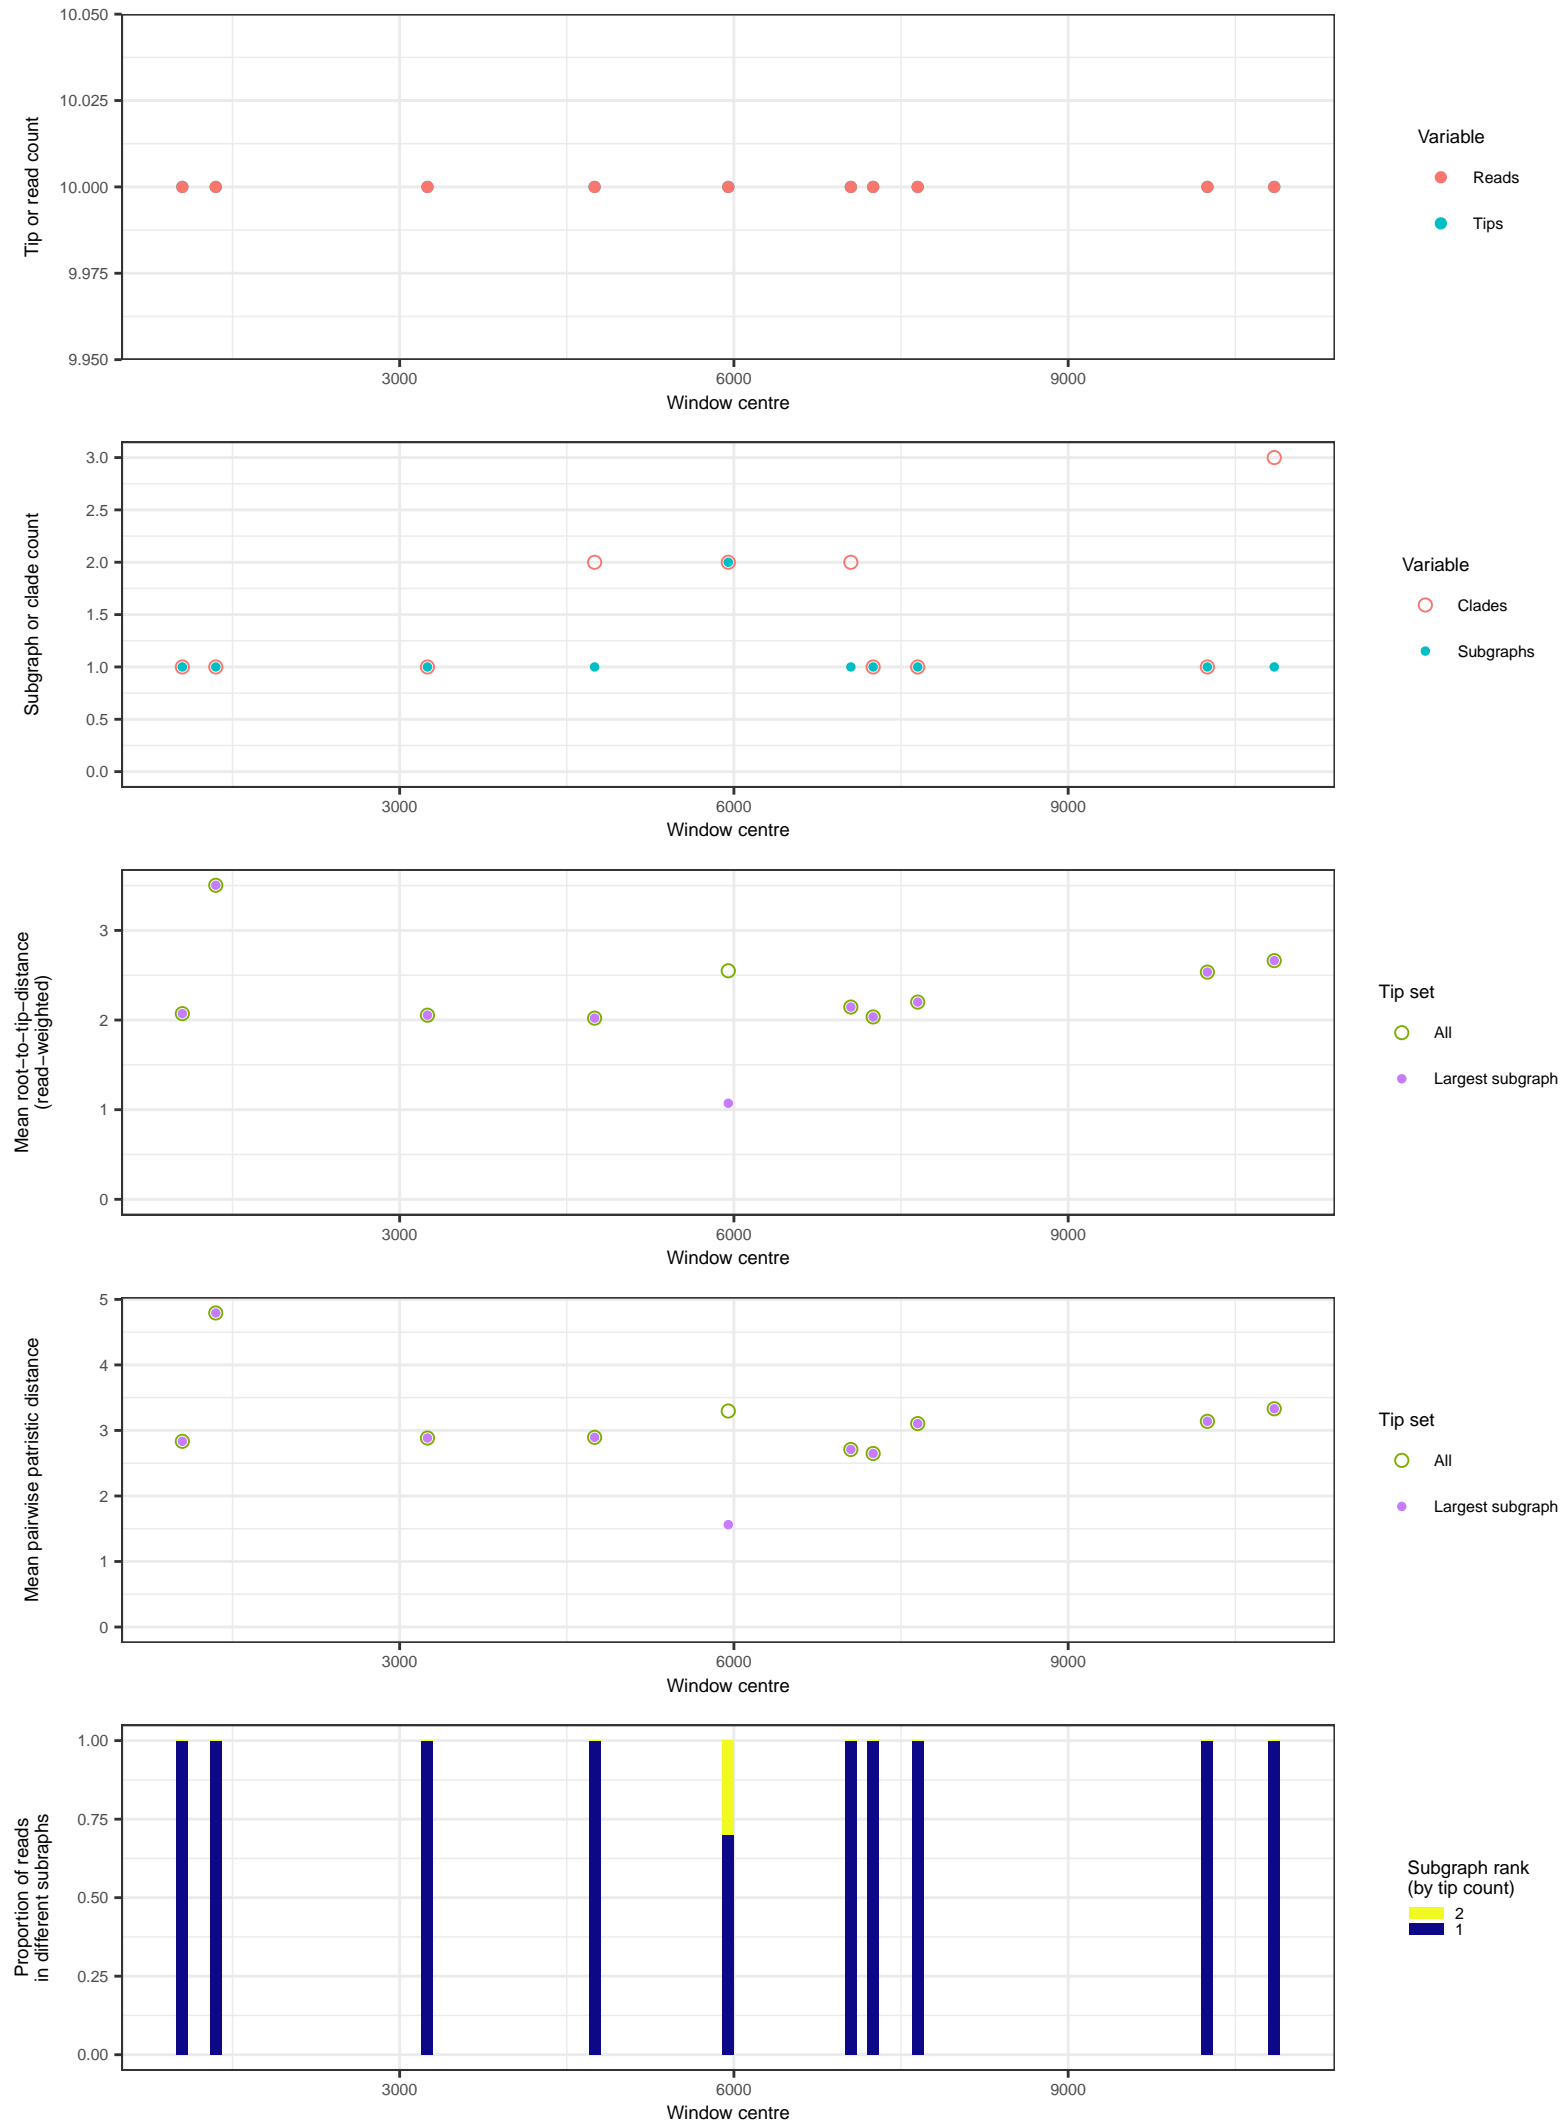 10.050
10.025
10.000
9.975
9.950
Tip or read count
3000
6000
9000
Window centre
Variable
Reads
Tips
3.0
2.5
2.0
1.5
1.0
0.5
0.0
Subgraph or clade count
3000
6000
9000
Window centre
Variable
Clades
Subgraphs
3
2
1
0
Mean root−to−tip−distance
(read−weighted)
3000
6000
9000
Window centre
Tip set
All
Largest subgraph
5
4
3
2
1
0
Mean pairwise patristic distance
3000
6000
9000
Window centre
Tip set
All
Largest subgraph
1.00
0.75
0.50
0.25
0.00
Proportion of reads
in different subraphs
3000
6000
9000
Window centre
Subgraph rank
(by tip count)
2
1